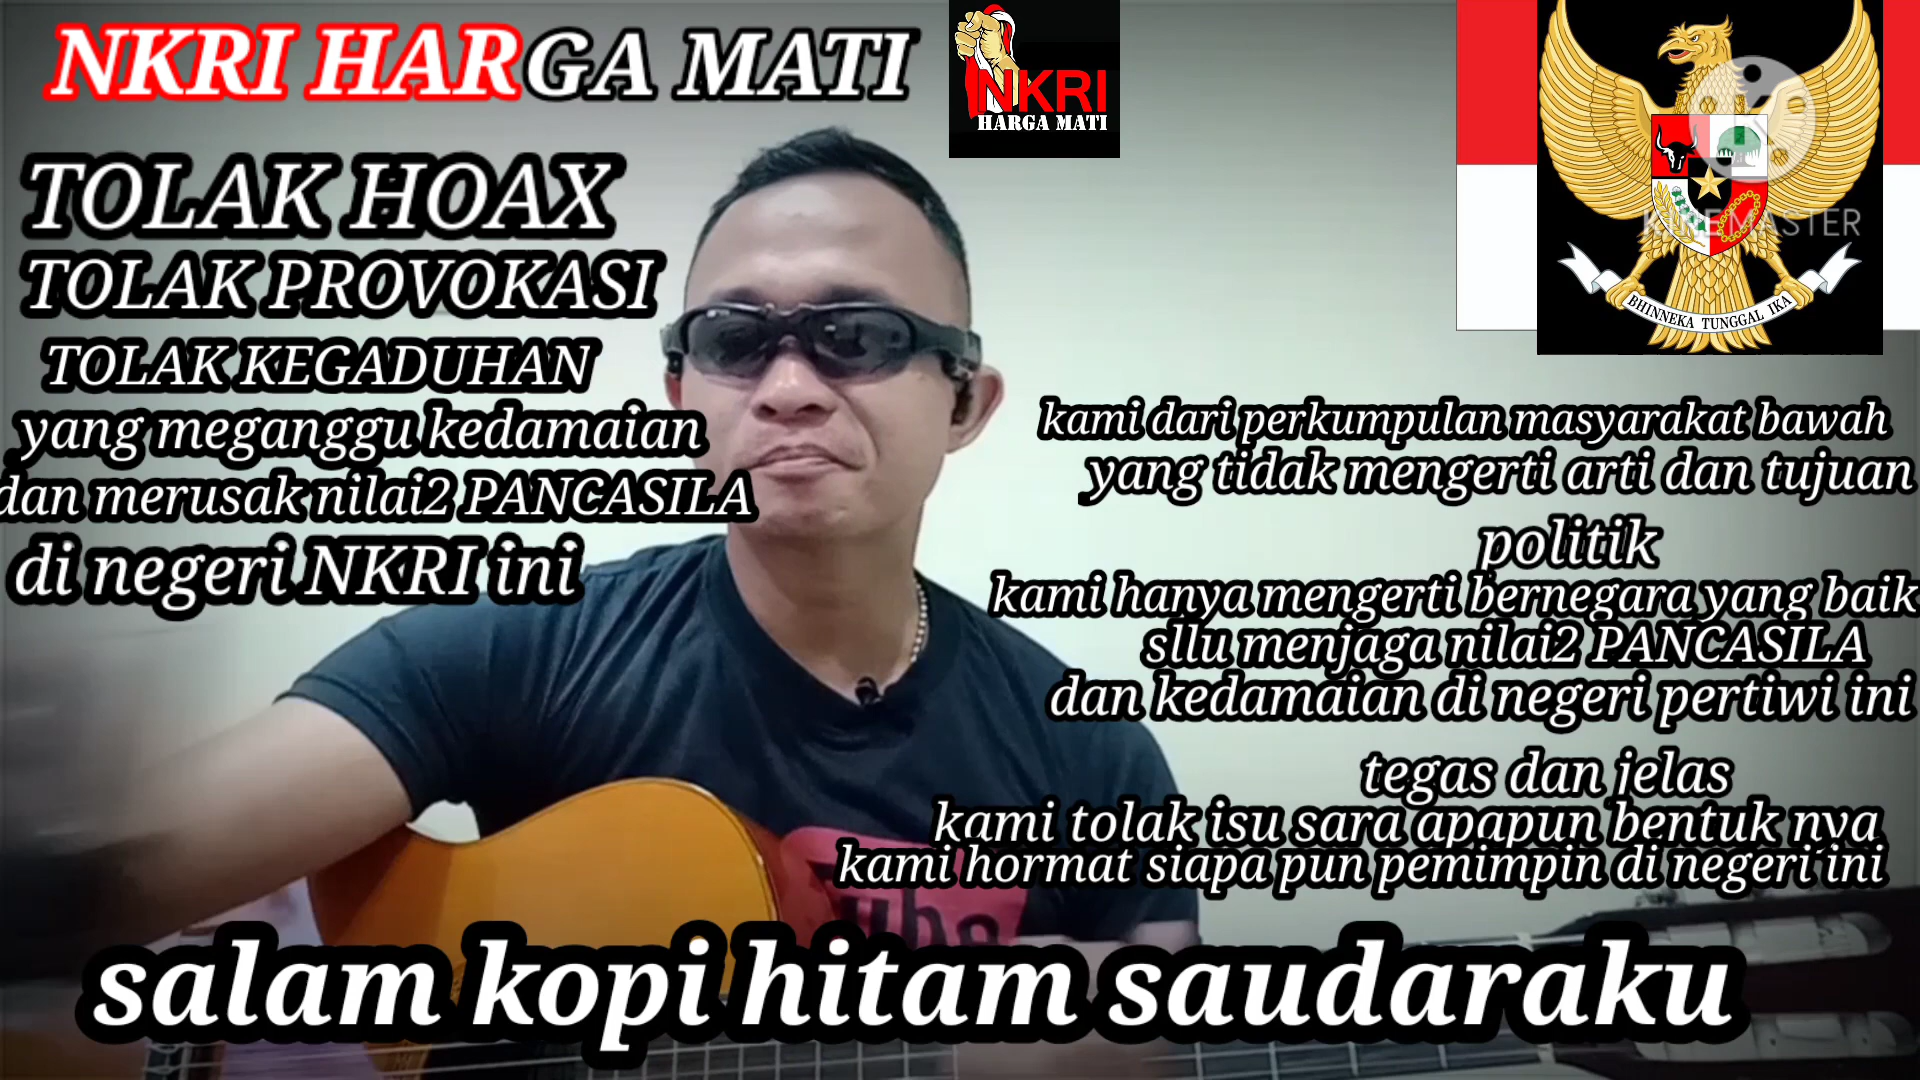 NKRI HARGA MATI
NKRI
HARGA MATI
TOLAK HOAX
TOLAK PROVOKASI
TOLAK KEGADUHAN
yang meganggu kedamaian
dan merusak nilai2 PANCASILA
di negeri NKRI ini
BHINNEKA TUNGGAL IKA
KINEMASTER
kami dari perkumpulan masyarakat bawah
yang tidak mengerti arti dan tujuan
politik
kami hanya mengerti bernegara yang baik
sllu menjaga nilai2 PANCASILA
dan kedamaian di negeri pertiwi ini
tegas dan jelas
kami tolak isu sara apapun bentuk nya
kami hormat siapa pun pemimpin di negeri ini
salam kopi hitam saudaraku